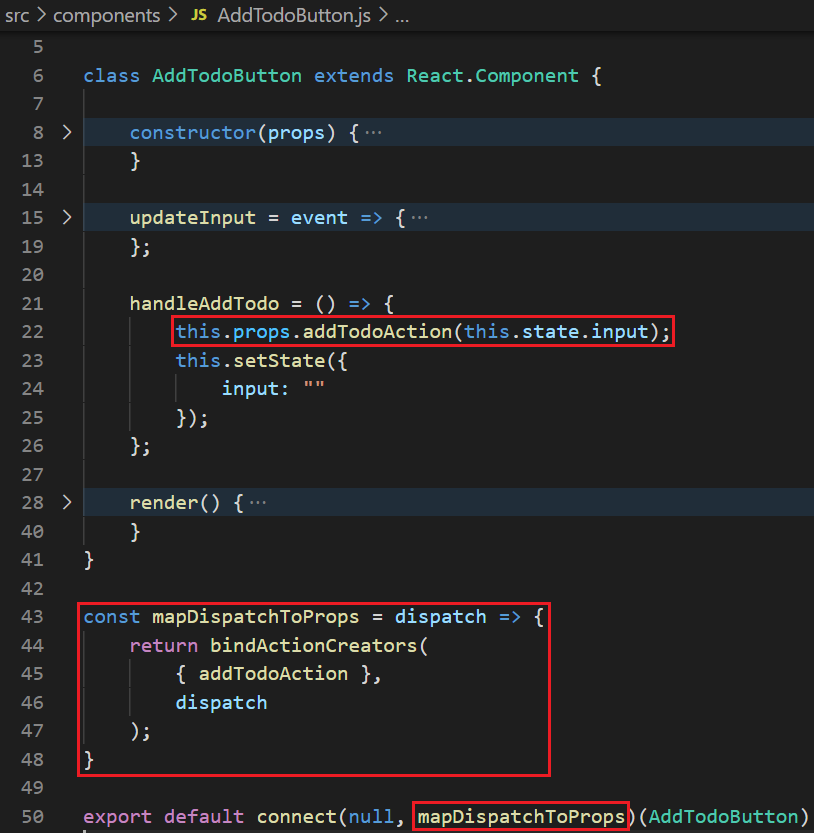 src > components > JS AddTodoButton.js > ...
5
6 class AddTodoButton extends React.Component {
7
8 > constructor(props) { ···
13 }
14
15 > updateInput = event => { ···
19 };
20
21 handleAddTodo = () => {
22 this.props.addTodoAction(this.state.input);
23 this.setState({
24 input: ""
25 });
26 };
27
28 > render() { ···
40 }
41 }
42
43 const mapDispatchToProps = dispatch => {
44 return bindActionCreators(
45 { addTodoAction },
46 dispatch
47 );
48 }
49
50 export default connect(null, mapDispatchToProps)(AddTodoButton)